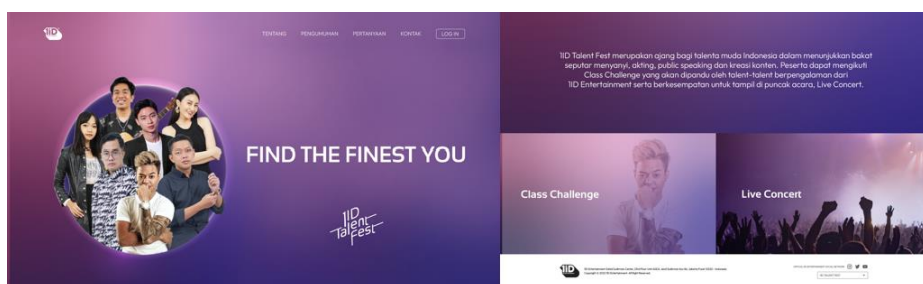 1ID
TENTANG PENGUMUMAN PERTANYAAN KONTAK LOG IN
FIND THE FINEST YOU
1ID
Talent
Fest
1ID Talent Fest merupakan ajang bagi talenta muda Indonesia dalam menunjukkan bakat
seputar menyanyi, akting, public speaking dan kreasi konten. Peserta dapat mengikuti
Class Challenge yang akan dipandu oleh talent-talent berpengalaman dari
1ID Entertainment serta berkesempatan untuk tampil di puncak acara, Live Concert.
Class Challenge
Live Concert
1ID